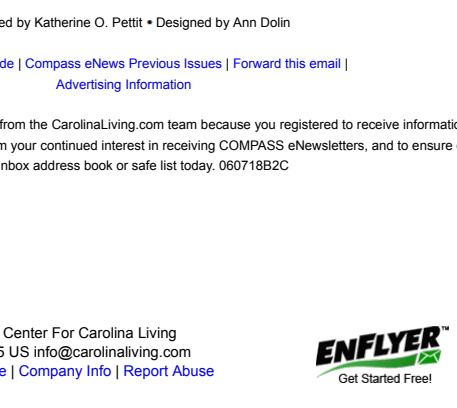 ed by Katherine O. Pettit • Designed by Ann Dolin
de | Compass eNews Previous Issues | Forward this email |
Advertising Information
from the CarolinaLiving.com team because you registered to receive informatio
your continued interest in receiving COMPASS eNewsletters, and to ensure
nbox address book or safe list today. 060718B2C
Center For Carolina Living
5 US info@carolinaliving.com
e | Company Info | Report Abuse
ENFLYER™
Get Started Free!